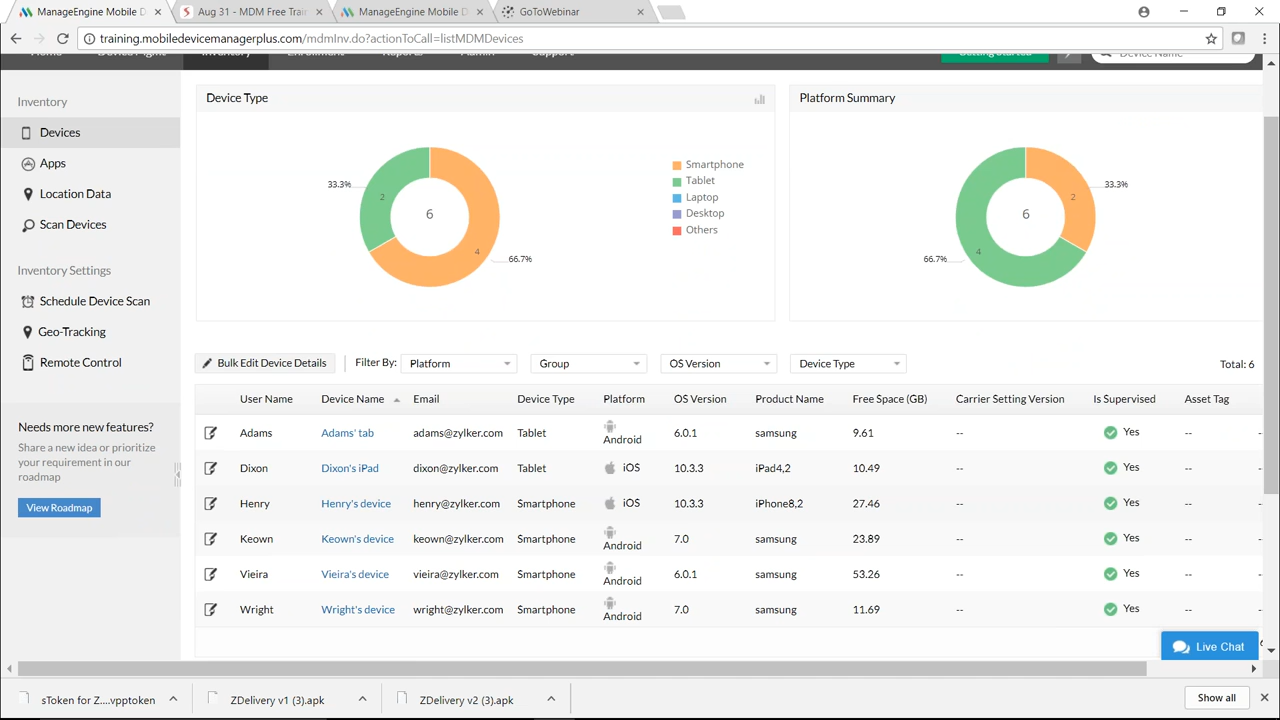 ManageEngine Mobile D
Aug 31 - MDM Free Trai
ManageEngine Mobile D
GoToWebinar
training.mobiledevicemanagerplus.com/mdmInv.do?actionToCall=listMDMDevices
Inventory
Devices
Apps
Location Data
Scan Devices
Inventory Settings
Schedule Device Scan
Geo-Tracking
Remote Control
Needs more new features?
Share a new idea or prioritize
your requirement in our
roadmap
View Roadmap
Device Type
33.3%
2
6
4
66.7%
Smartphone
Tablet
Laptop
Desktop
Others
Platform Summary
33.3%
2
6
4
66.7%
Bulk Edit Device Details
Filter By:
Platform
Group
OS Version
Device Type
Total: 6
User Name Device Name Email Device Type Platform OS Version Product Name Free Space (GB) Carrier Setting Version Is Supervised Asset Tag
Adams Adams' tab adams@zylker.com Tablet Android 6.0.1 samsung 9.61 -- Yes -- -
Dixon Dixon's iPad dixon@zylker.com Tablet iOS 10.3.3 iPad4,2 10.49 -- Yes -- -
Henry Henry's device henry@zylker.com Smartphone iOS 10.3.3 iPhone8,2 27.46 -- Yes -- -
Keown Keown's device keown@zylker.com Smartphone Android 7.0 samsung 23.89 -- Yes -- -
Vieira Vieira's device vieira@zylker.com Smartphone Android 6.0.1 samsung 53.26 -- Yes -- -
Wright Wright's device wright@zylker.com Smartphone Android 7.0 samsung 11.69 -- Yes -- -
Live Chat
sToken for Z....vpptoken
ZDelivery v1 (3).apk
ZDelivery v2 (3).apk
Show all